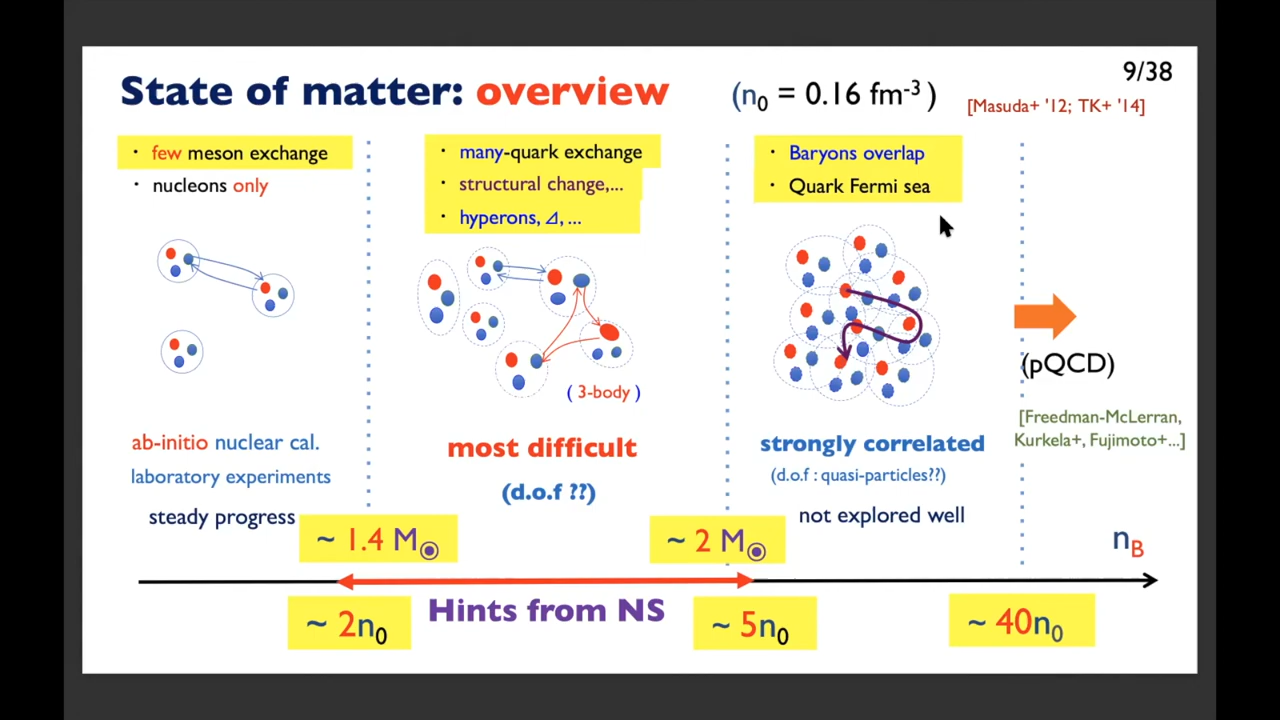 9/38
State of matter: overview
(n₀ = 0.16 fm⁻³ )
[Masuda+ '12; TK+ '14]
· few meson exchange
· nucleons only
· many-quark exchange
· structural change,...
· hyperons, ⊿, ...
· Baryons overlap
· Quark Fermi sea
( 3-body )
(pQCD)
[Freedman-McLerran,
Kurkela+, Fujimoto+...]
ab-initio nuclear cal.
laboratory experiments
steady progress
most difficult
(d.o.f ??)
strongly correlated
(d.o.f : quasi-particles??)
not explored well
~ 1.4 M☉
~ 2 M☉
n_B
Hints from NS
~ 2n₀
~ 5n₀
~ 40n₀